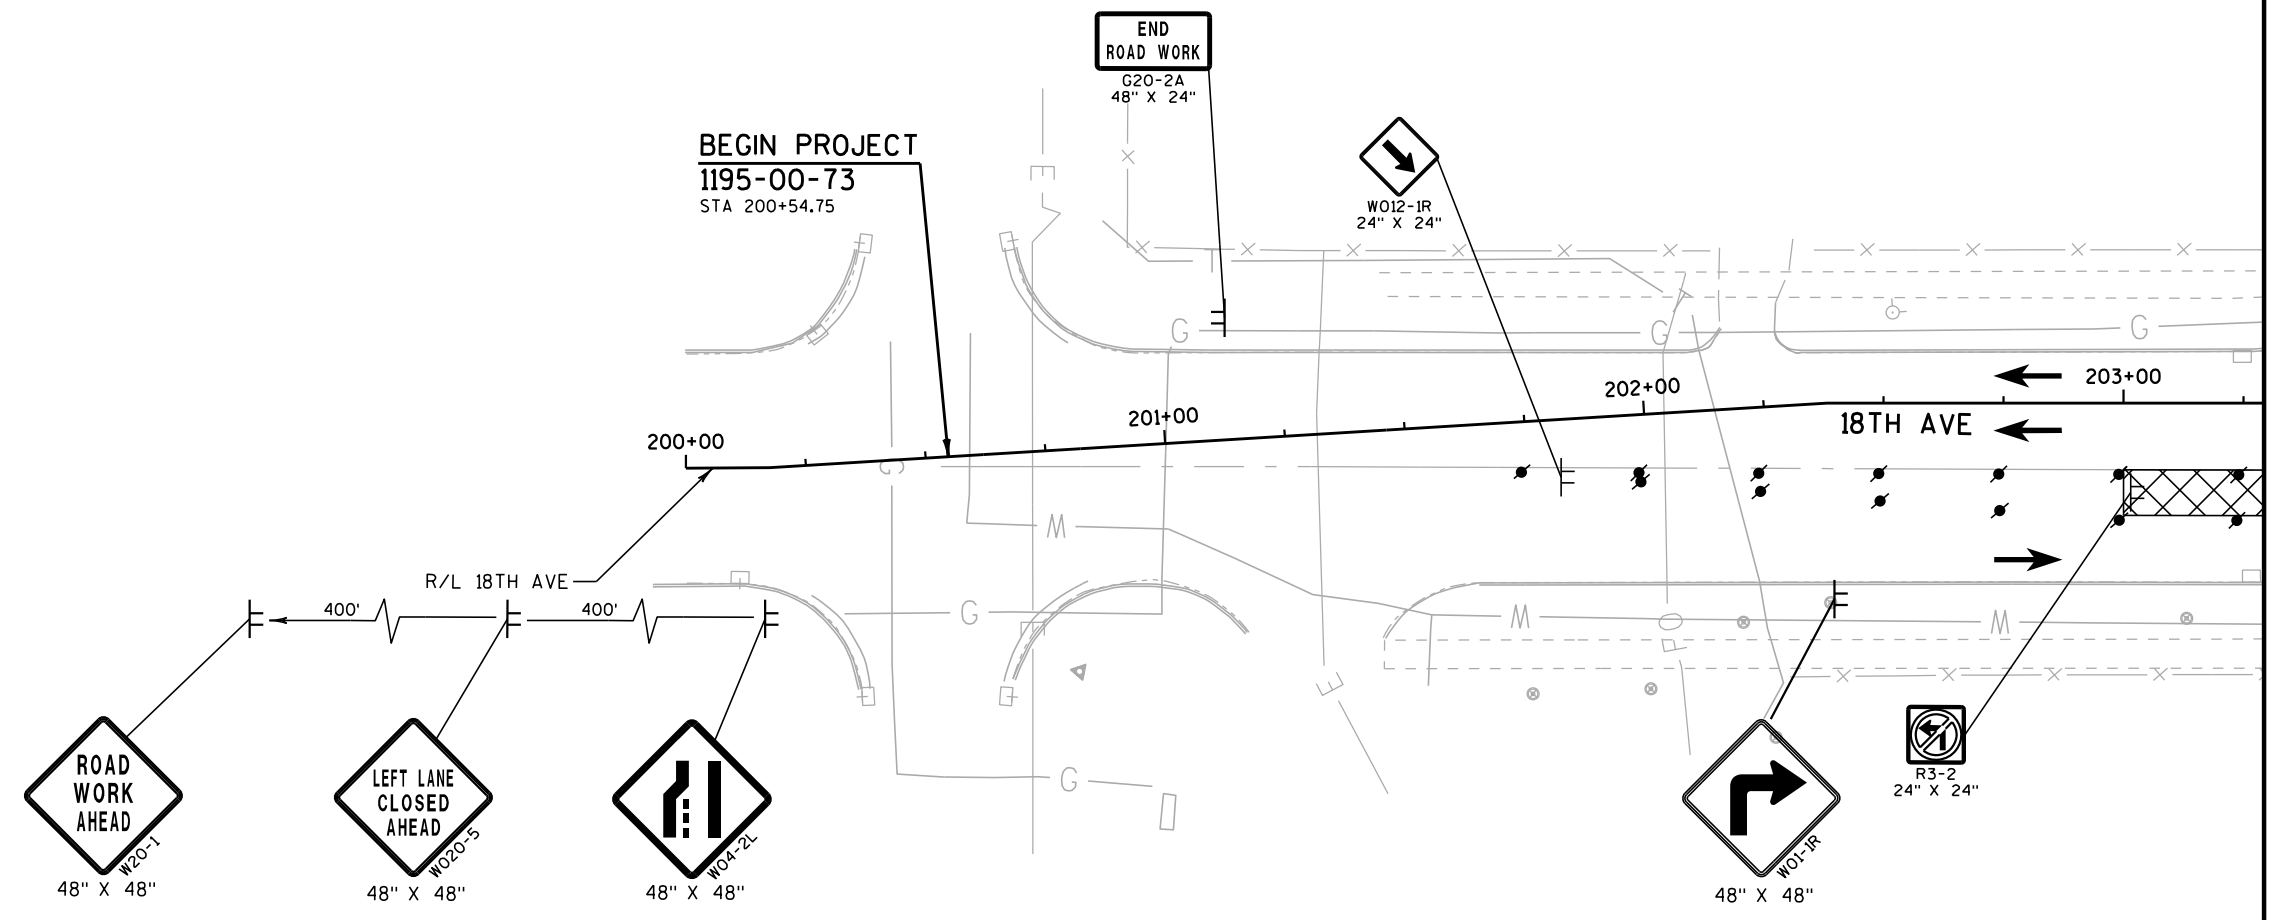 END
ROAD WORK
G20-2A
48" X 24"
BEGIN PROJECT
1195-00-73
STA 200+54.75
E
W012-1R
24" X 24"
T
T
G
G
G
200+00
201+00
202+00
203+00
18TH AVE
G
M
R/L 18TH AVE
400'
400'
G
M
FO
M
E
G
ROAD
WORK
AHEAD
W20-1
48" X 48"
LEFT LANE
CLOSED
AHEAD
W020-5
48" X 48"
W04-2L
48" X 48"
W01-1R
48" X 48"
R3-2
24" X 24"